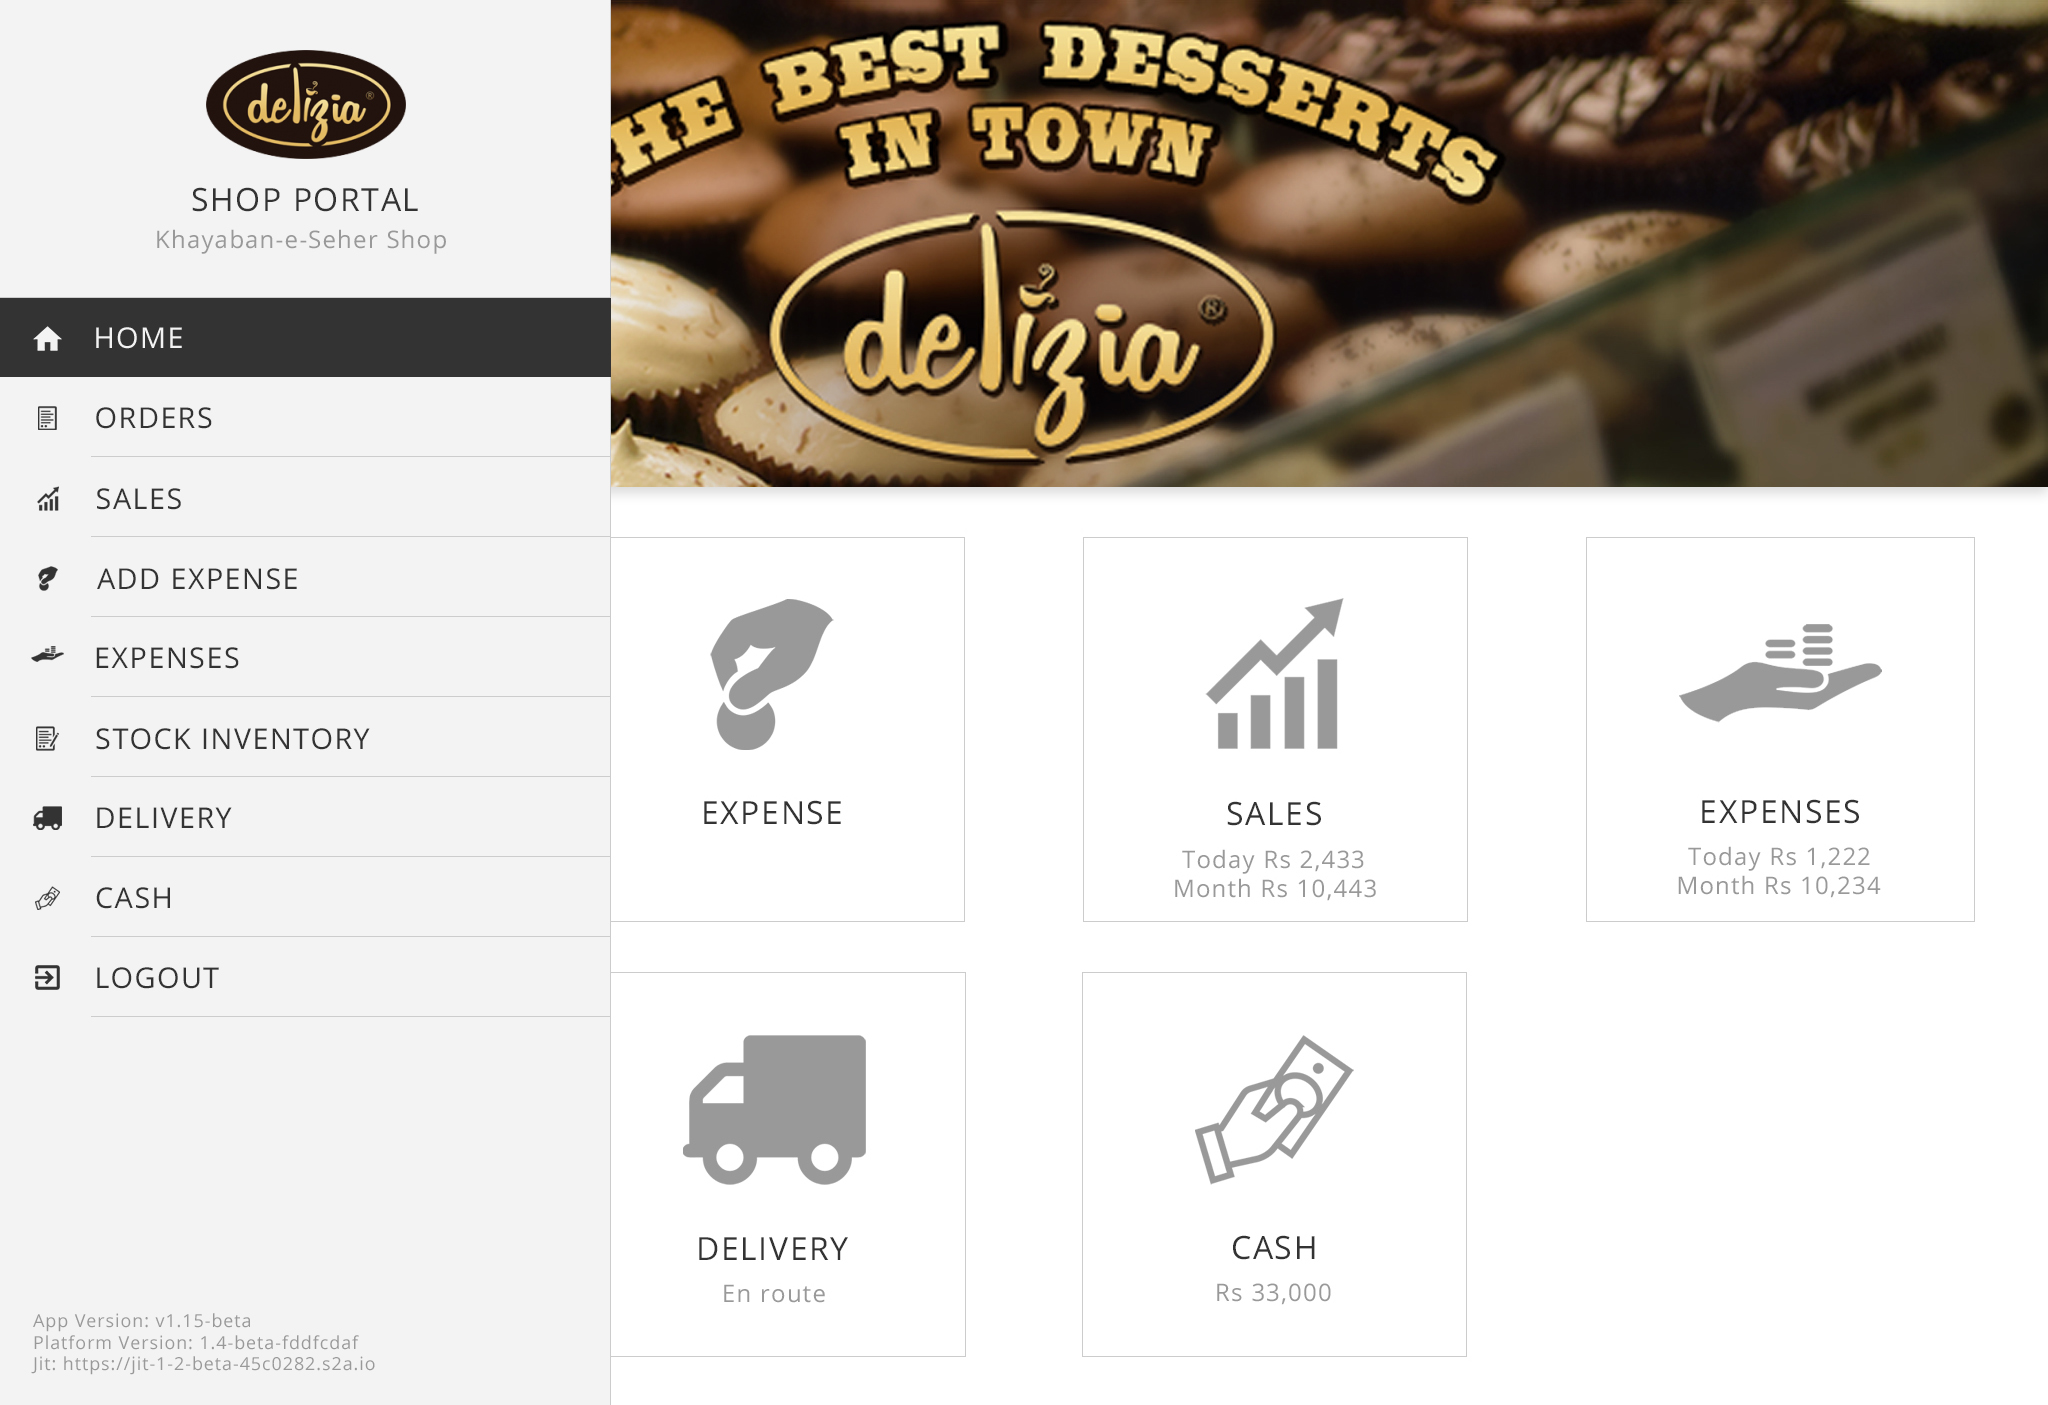 delizia®
SHOP PORTAL
Khayaban-e-Seher Shop
HOME
ORDERS
SALES
ADD EXPENSE
EXPENSES
STOCK INVENTORY
DELIVERY
CASH
LOGOUT
App Version: v1.15-beta
Platform Version: 1.4-beta-fddfcdaf
Jit: https://jit-1-2-beta-45c0282.s2a.io
HE BEST DESSERTS
IN TOWN
delizia®
EXPENSE
SALES
Today Rs 2,433
Month Rs 10,443
EXPENSES
Today Rs 1,222
Month Rs 10,234
DELIVERY
En route
CASH
Rs 33,000